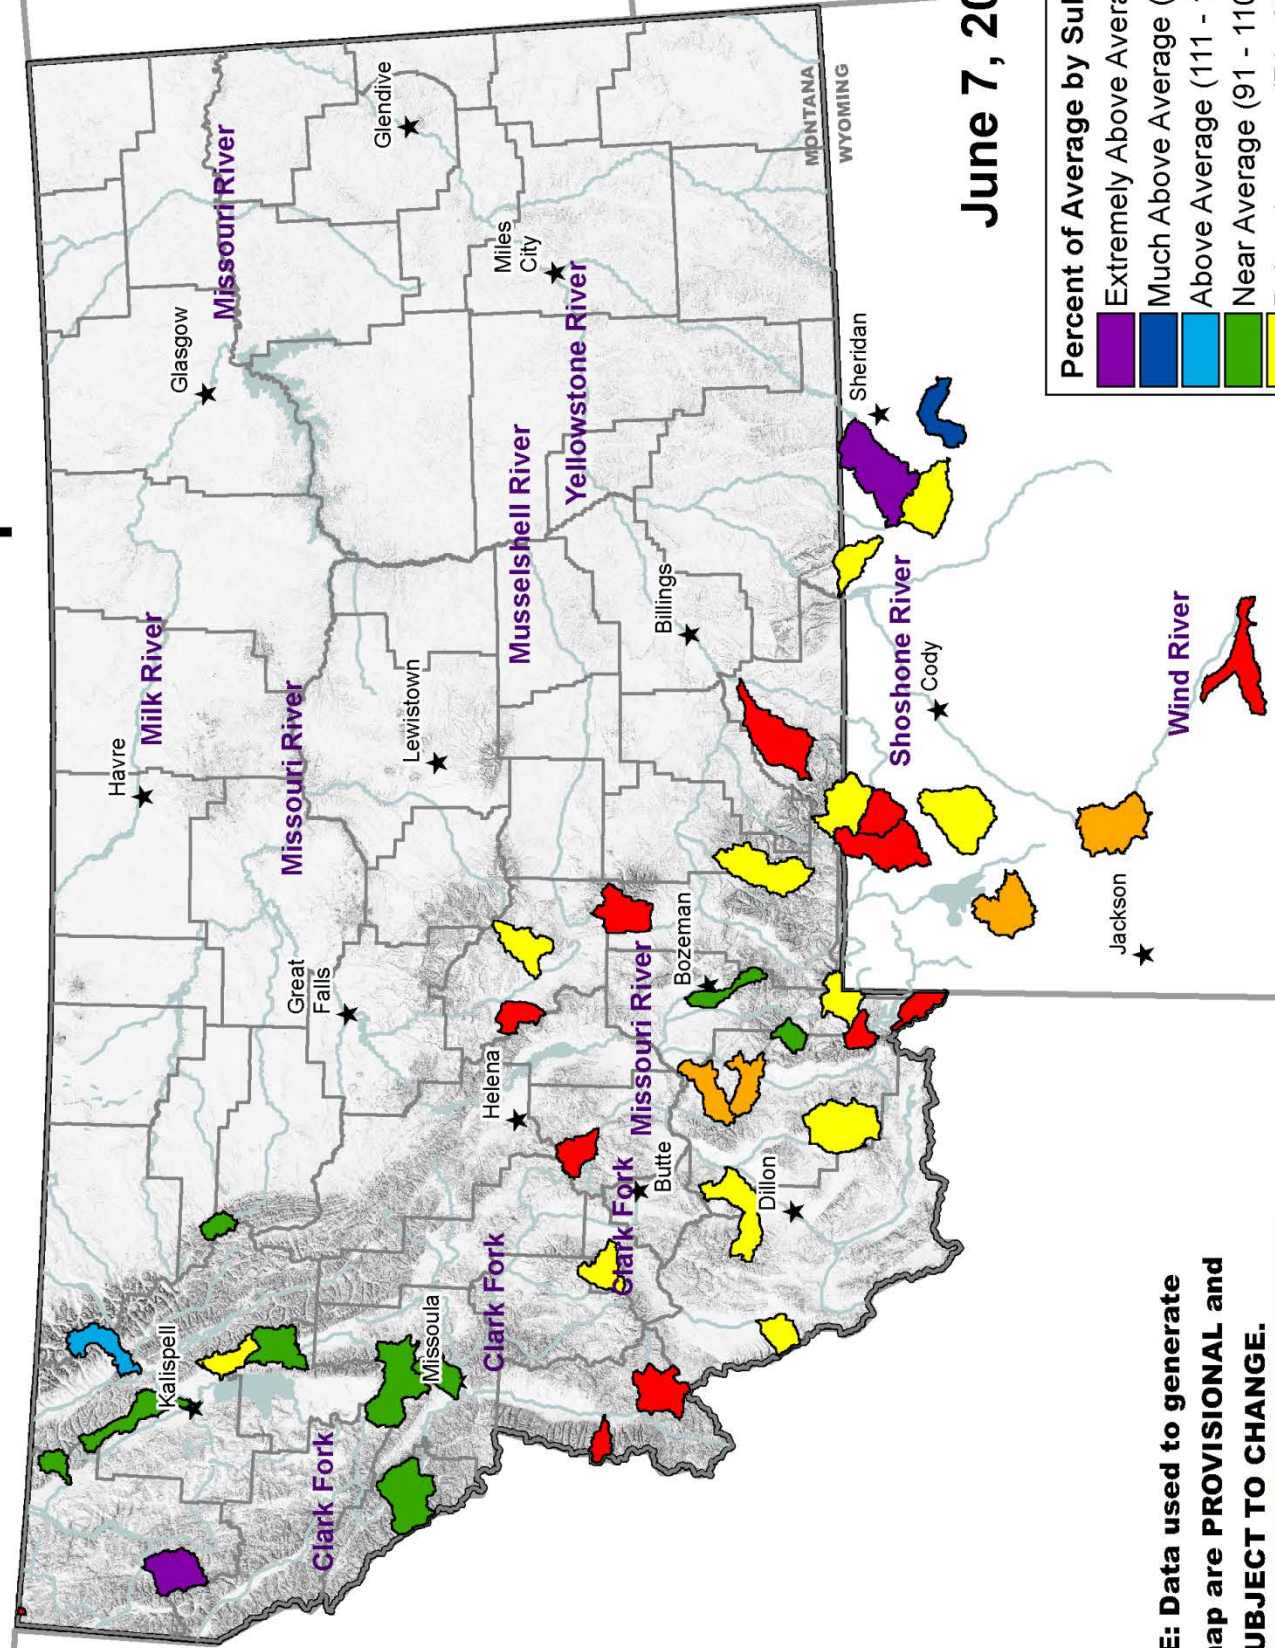 Havre
Milk River
Kalispell
Glasgow
Missouri River
Missouri River
Great
Falls
Clark Fork
Glendive
Lewistown
Missoula
Clark Fork
Helena
Musselshell River
Miles
City
Yellowstone River
Clark Fork
Missouri River
Butte
Billings
Bozeman
Dillon
MONTANA
WYOMING
Sheridan
Shoshone River
Cody
June 7, 20
Jackson
Wind River
Percent of Average by Su
Extremely Above Avera
Much Above Average (
Above Average (111 -
Near Average (91 - 110
E: Data used to generate
ap are PROVISIONAL and
UBJECT TO CHANGE.